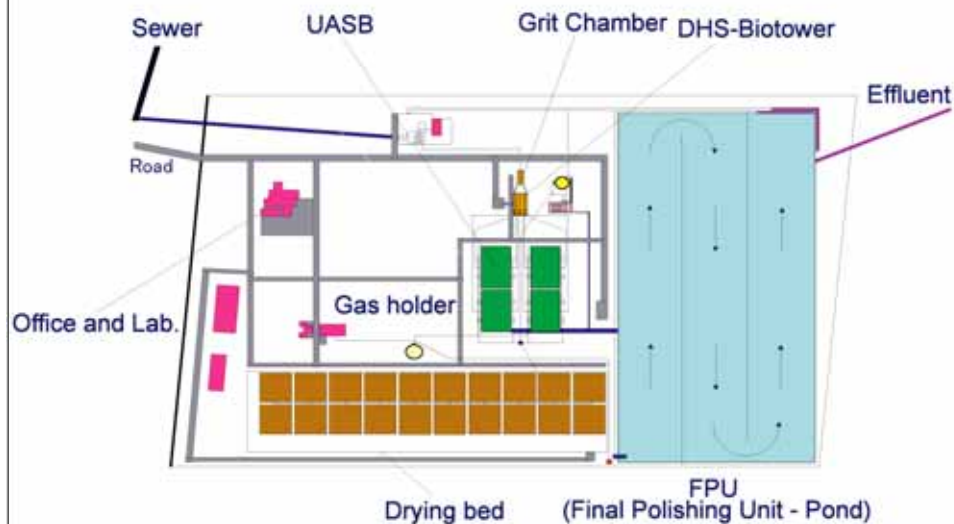 Sewer
UASB
Grit Chamber
DHS-Biotower
Effluent
Road
Gas holder
Office and Lab.
Drying bed
FPU
(Final Polishing Unit - Pond)